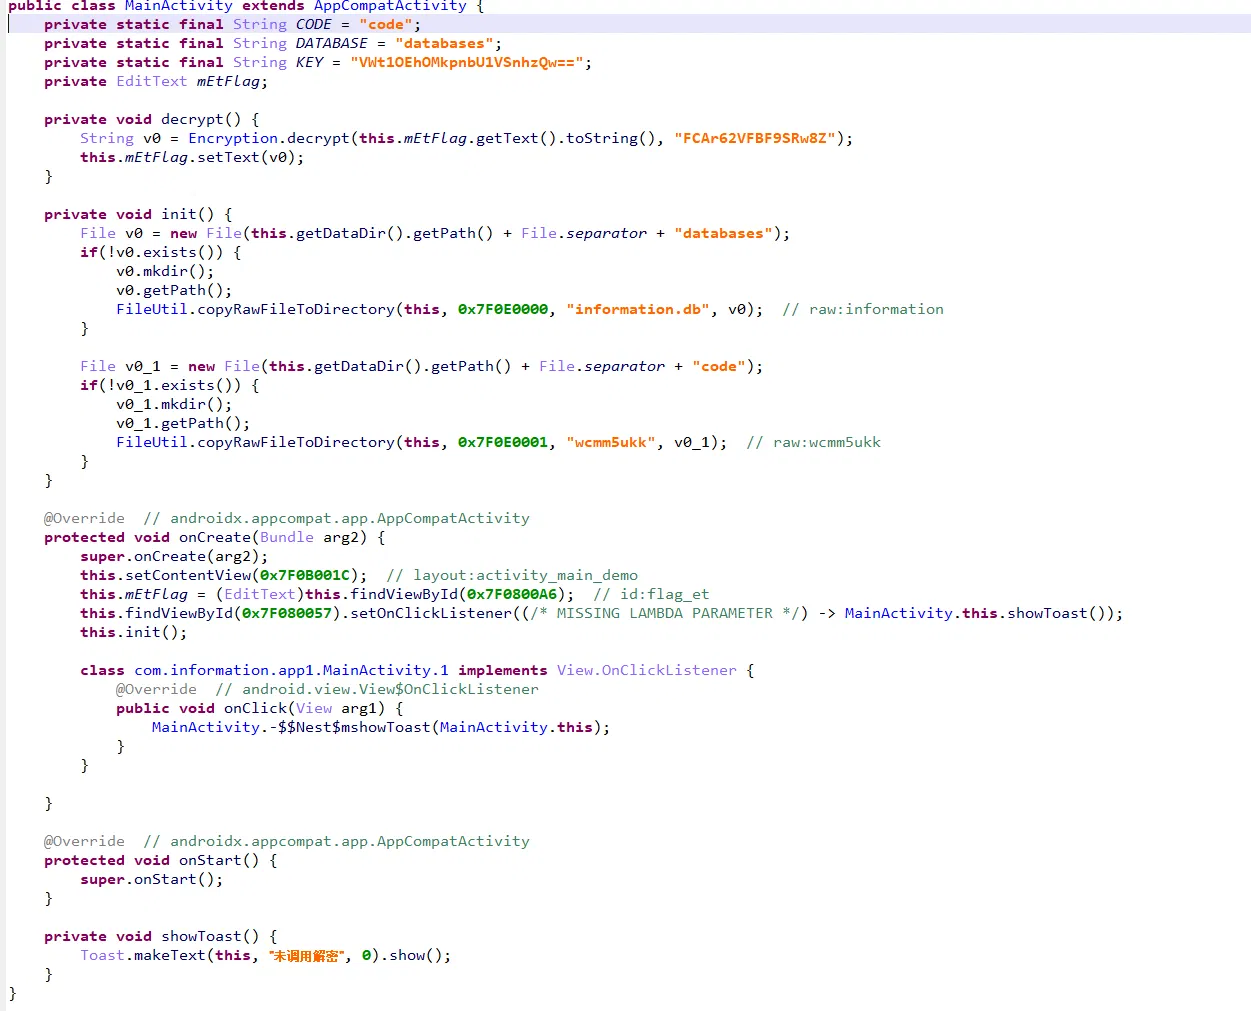 public class MainActivity extends AppCompatActivity {
private static final String CODE = "code";
private static final String DATABASE = "databases";
private static final String KEY = "VWt1OEhOMkpnbU1VSnhzQw==";
private EditText mEtFlag;
private void decrypt() {
String v0 = Encryption.decrypt(this.mEtFlag.getText().toString(), "FCAr62VFBF9SRw8Z");
this.mEtFlag.setText(v0);
}
private void init() {
File v0 = new File(this.getDataDir().getPath() + File.separator + "databases");
if(!v0.exists()) {
v0.mkdir();
v0.getPath();
FileUtil.copyRawFileToDirectory(this, 0x7F0E0000, "information.db", v0);  // raw:information
}
File v0_1 = new File(this.getDataDir().getPath() + File.separator + "code");
if(!v0_1.exists()) {
v0_1.mkdir();
v0_1.getPath();
FileUtil.copyRawFileToDirectory(this, 0x7F0E0001, "wcmm5ukk", v0_1);  // raw:wcmm5ukk
}
}
@Override  // androidx.appcompat.app.AppCompatActivity
protected void onCreate(Bundle arg2) {
super.onCreate(arg2);
this.setContentView(0x7F0B001C);  // layout:activity_main_demo
this.mEtFlag = (EditText)this.findViewById(0x7F0800A6);  // id:flag_et
this.findViewById(0x7F080057).setOnClickListener((/* MISSING LAMBDA PARAMETER */) -> MainActivity.this.showToast());
this.init();
class com.information.app1.MainActivity.1 implements View.OnClickListener {
@Override  // android.view.View$OnClickListener
public void onClick(View arg1) {
MainActivity.-$$Nest$mshowToast(MainActivity.this);
}
}
}
@Override  // androidx.appcompat.app.AppCompatActivity
protected void onStart() {
super.onStart();
}
private void showToast() {
Toast.makeText(this, "未调用解密", 0).show();
}
}